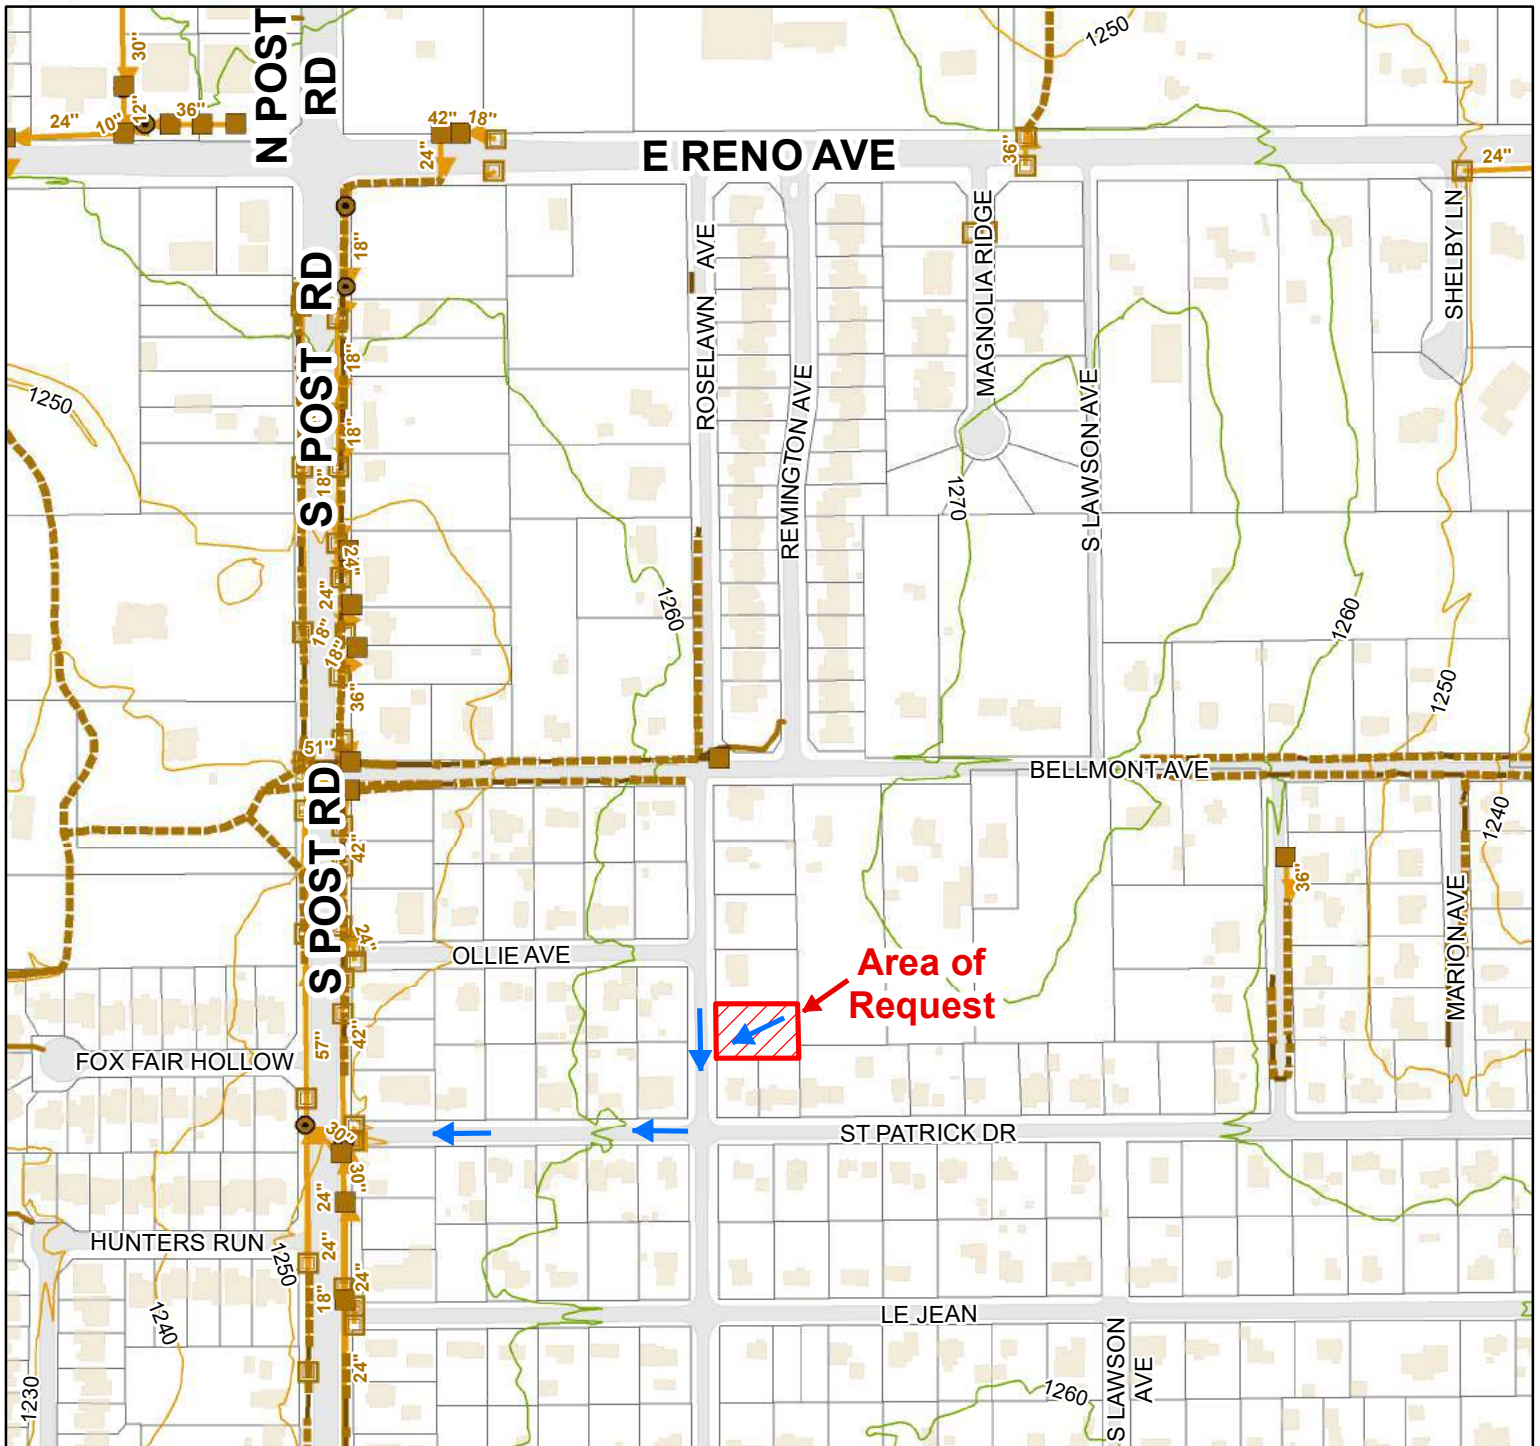 1250
30"
N POST
RD
24"
10"
12"
36"
42"
18"
24"
E RENO AVE
36"
24"
18"
S POST RD
ROSELAWN AVE
MAGNOLIA RIDGE
SHELBY LN
18"
1250
18"
REMINGTON AVE
S LAWSON AVE
18"
1270
24"
24"
1260
1260
18"
18"
36"
1250
51"
BELLMONT AVE
S POST RD
42"
1240
36"
24"
OLLIE AVE
MARION AVE
Area of
Request
57"
42"
FOX FAIR HOLLOW
30"
ST PATRICK DR
30"
24"
HUNTERS RUN
24"
1250
24"
18"
1240
LE JEAN
24"
1230
1260
S LAWSON
AVE